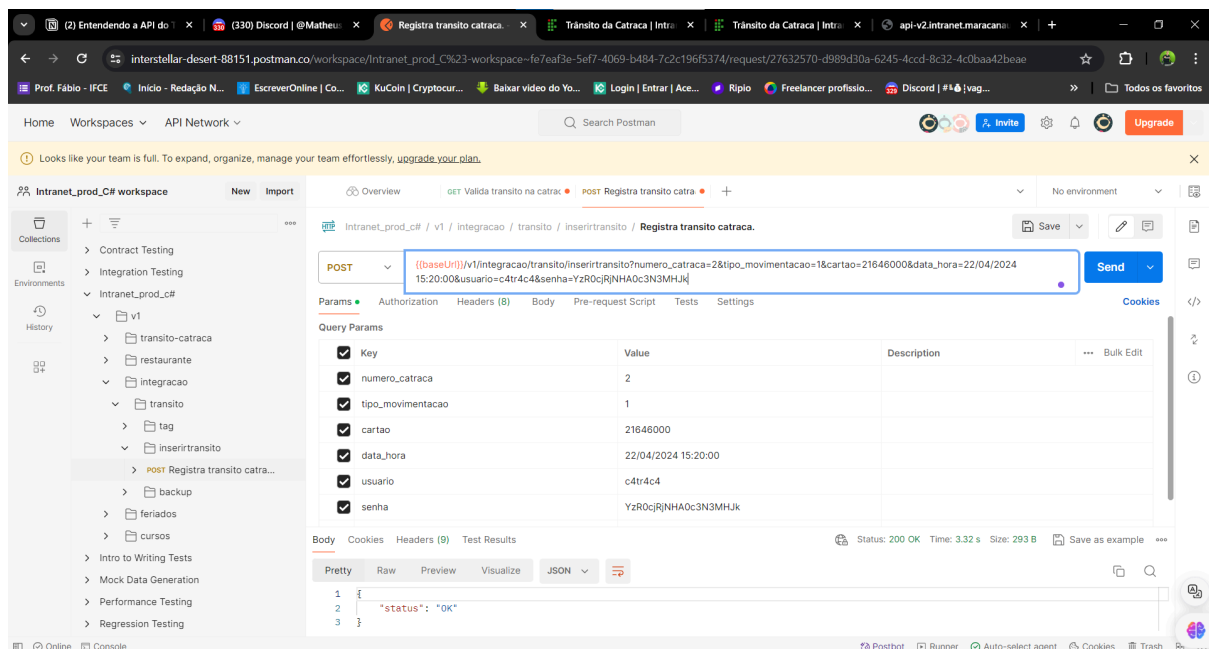 (2) Entendendo a API do T
(330) Discord | @Matheus
Registra transito catraca. -
Trânsito da Catraca | Intra
Trânsito da Catraca | Intra
api-v2.intranet.maracanau
interstellar-desert-88151.postman.co/workspace/Intranet_prod_C%23-workspace~fe7eaf3e-5ef7-4069-b484-7c2c196f5374/request/27632570-d989d30a-6245-4ccd-8c32-4c0baa42beae
Prof. Fábio - IFCE
Início - Redação N...
EscreverOnline | Co...
KuCoin | Cryptocur...
Baixar video do Yo...
Login | Entrar | Ace...
Ripio
Freelancer profissio...
»
Todos os favoritos
Home Workspaces API Network
Search Postman
Invite
Upgrade
Looks like your team is full. To expand, organize, manage your team effortlessly, upgrade your plan.
Intranet_prod_C# workspace
New Import
Overview
GET Valida transito na catrac
POST Registra transito catra
No environment
Collections
Environments
History
Contract Testing
Integration Testing
Intranet_prod_c#
v1
transito-catraca
restaurante
integracao
transito
tag
inserirtransito
POST Registra transito catra...
backup
feriados
cursos
Intro to Writing Tests
Mock Data Generation
Performance Testing
Regression Testing
HTTP Intranet_prod_c# / v1 / integracao / transito / inserirtransito / Registra transito catraca.
Save
POST
{{baseUrl}}/v1/integracao/transito/inserirtransito?numero_catraca=2&tipo_movimentacao=1&cartao=21646000&data_hora=22/04/2024
15:20:00&usuario=c4tr4c4&senha=YzR0cjRjNHA0c3N3MHJk
Send
Params Authorization Headers (8) Body Pre-request Script Tests Settings
Cookies
Query Params
Key Value Description Bulk Edit
numero_catraca 2
tipo_movimentacao 1
cartao 21646000
data_hora 22/04/2024 15:20:00
usuario c4tr4c4
senha YzR0cjRjNHA0c3N3MHJk
Body Cookies Headers (9) Test Results
Status: 200 OK Time: 3.32 s Size: 293 B
Save as example
Pretty Raw Preview Visualize JSON
1 {
2 "status": "OK"
3 }
Online Console
Postbot Runner Auto-select agent Cookies Trash